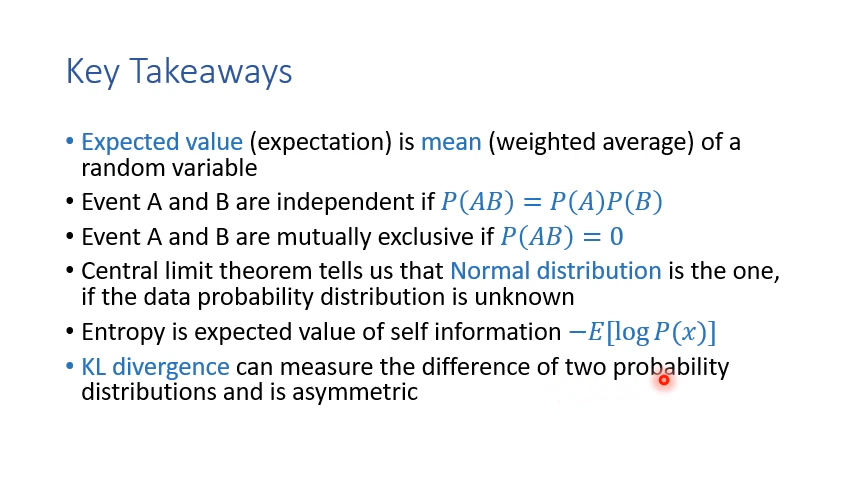 Key Takeaways
• Expected value (expectation) is mean (weighted average) of a
random variable
• Event A and B are independent if P(AB) = P(A)P(B)
• Event A and B are mutually exclusive if P(AB) = 0
• Central limit theorem tells us that Normal distribution is the one,
if the data probability distribution is unknown
• Entropy is expected value of self information −E[log P(x)]
• KL divergence can measure the difference of two probability
distributions and is asymmetric